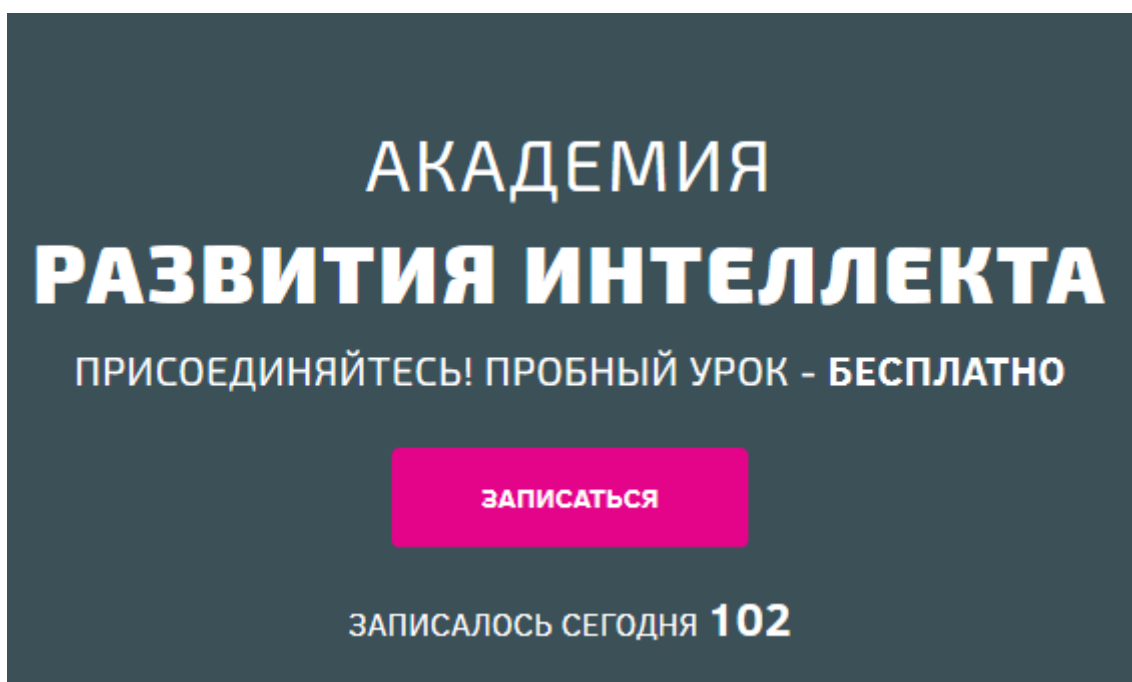 АКАДЕМИЯ
РАЗВИТИЯ ИНТЕЛЛЕКТА
ПРИСОЕДИНЯЙТЕСЬ! ПРОБНЫЙ УРОК - БЕСПЛАТНО
ЗАПИСАТЬСЯ
ЗАПИСАЛОСЬ СЕГОДНЯ 102